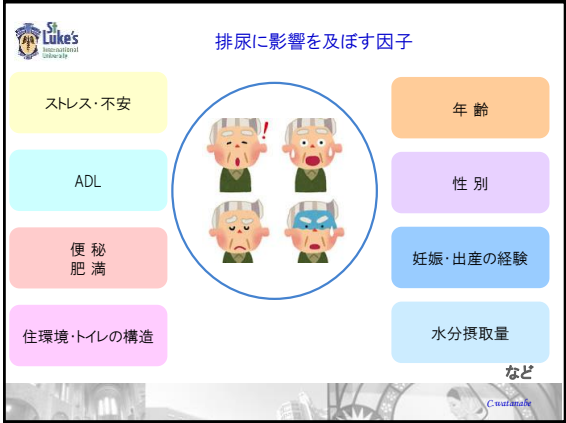 St.
Luke's
International
University
排尿に影響を及ぼす因子
ストレス・不安
ADL
便 秘
肥 満
住環境・トイレの構造
年 齢
性 別
妊娠・出産の経験
水分摂取量
など
C.watanabe